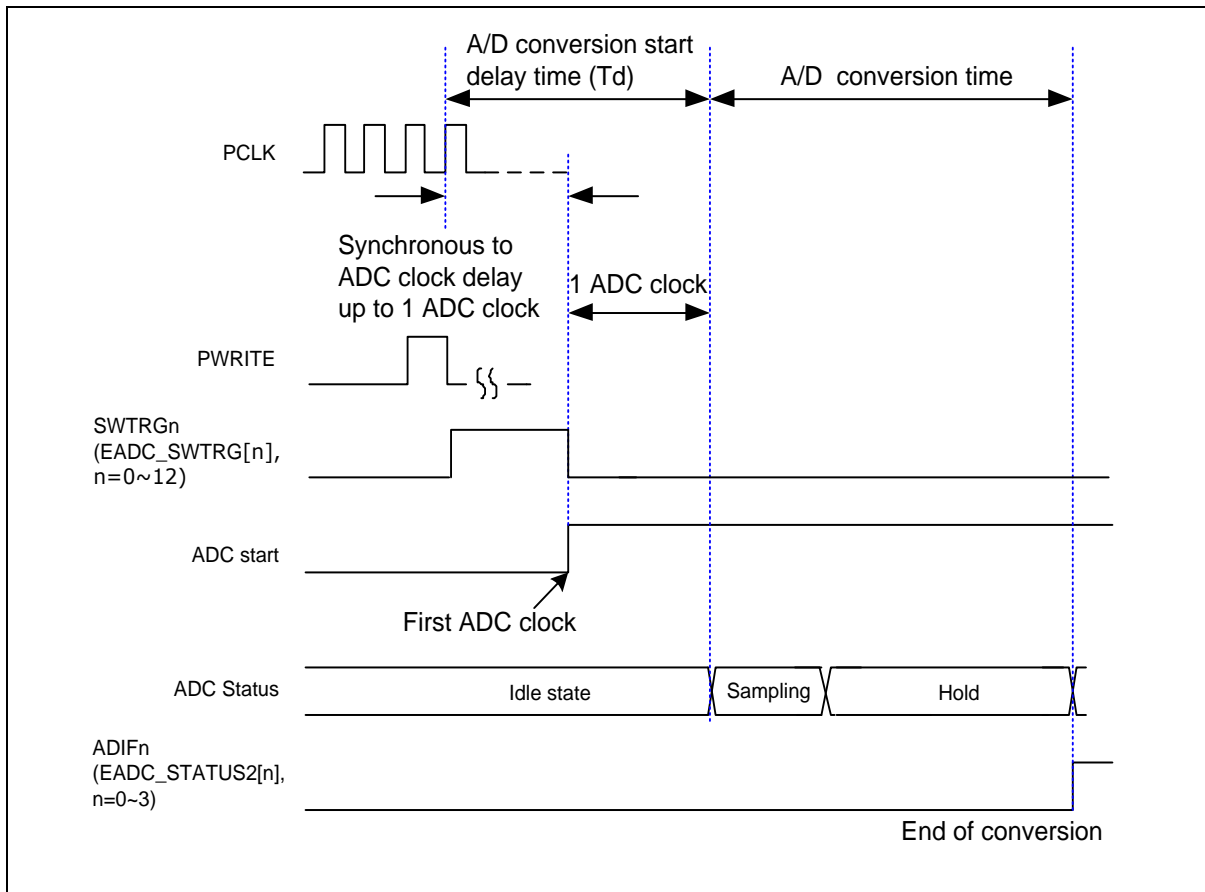 A/D conversion start
delay time (Td)
A/D conversion time
PCLK
Synchronous to
ADC clock delay
up to 1 ADC clock
1 ADC clock
PWRITE
SWTRGn
(EADC_SWTRG[n],
n=0~12)
ADC start
First ADC clock
ADC Status
Idle state
Sampling
Hold
ADIFn
(EADC_STATUS2[n],
n=0~3)
End of conversion